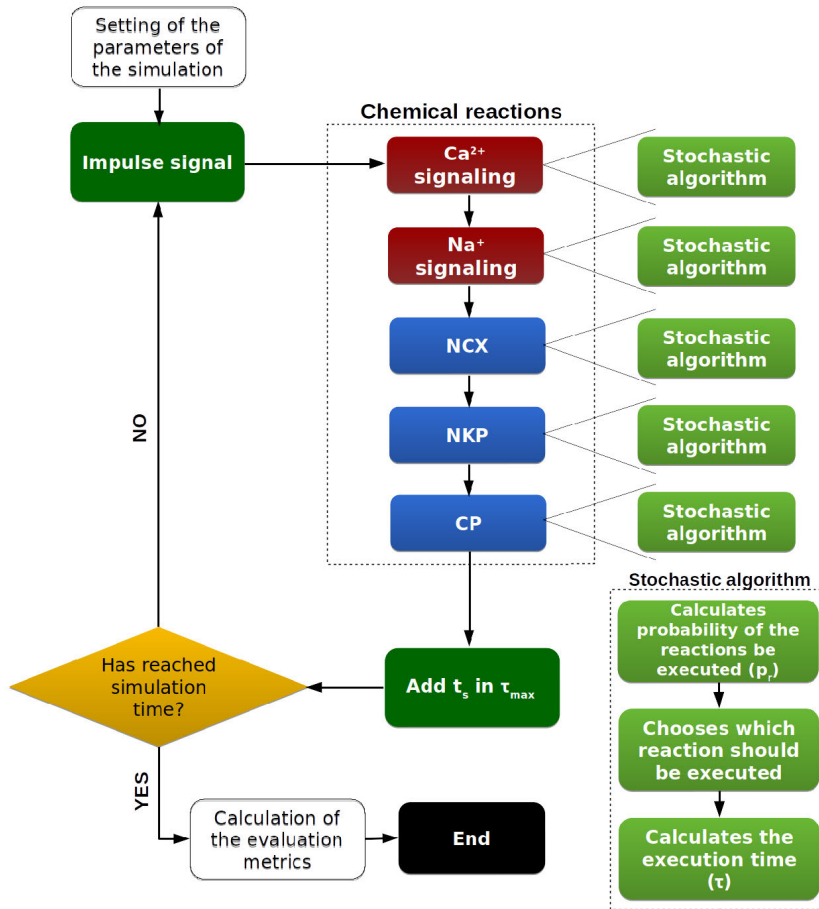 Setting of the
parameters of
the simulation
Impulse signal
Chemical reactions
Ca²⁺
signaling
Stochastic
algorithm
Na⁺
signaling
Stochastic
algorithm
NCX
Stochastic
algorithm
NKP
Stochastic
algorithm
CP
Stochastic
algorithm
NO
Has reached
simulation
time?
Add tₛ in τmax
YES
Calculation of
the evaluation
metrics
End
Stochastic algorithm
Calculates
probability of the
reactions be
executed (pᵣ)
Chooses which
reaction should
be executed
Calculates the
execution time
(τ)